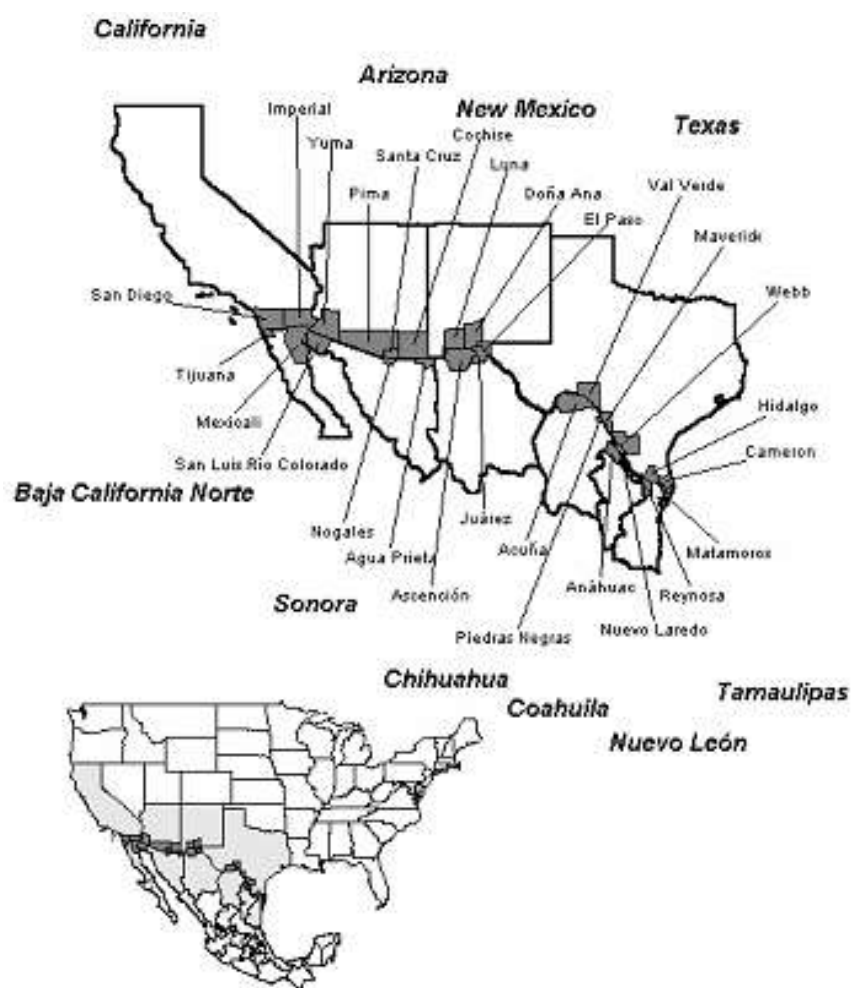 California
Arizona
Imperial
New Mexico
Yuma
Cochise
Texas
Santa Cruz
Luna
Pima
Doña Ana
Val Verde
El Paso
Maverick
San Diego
Webb
Tijuana
Hidalgo
Mexicali
Cameron
San Luis Río Colorado
Baja California Norte
Nogales
Juárez
Agua Prieta
Acuña
Matamoros
Ascención
Anáhuac
Reynosa
Sonora
Piedras Negras
Nuevo Laredo
Chihuahua
Coahuila
Tamaulipas
Nuevo León